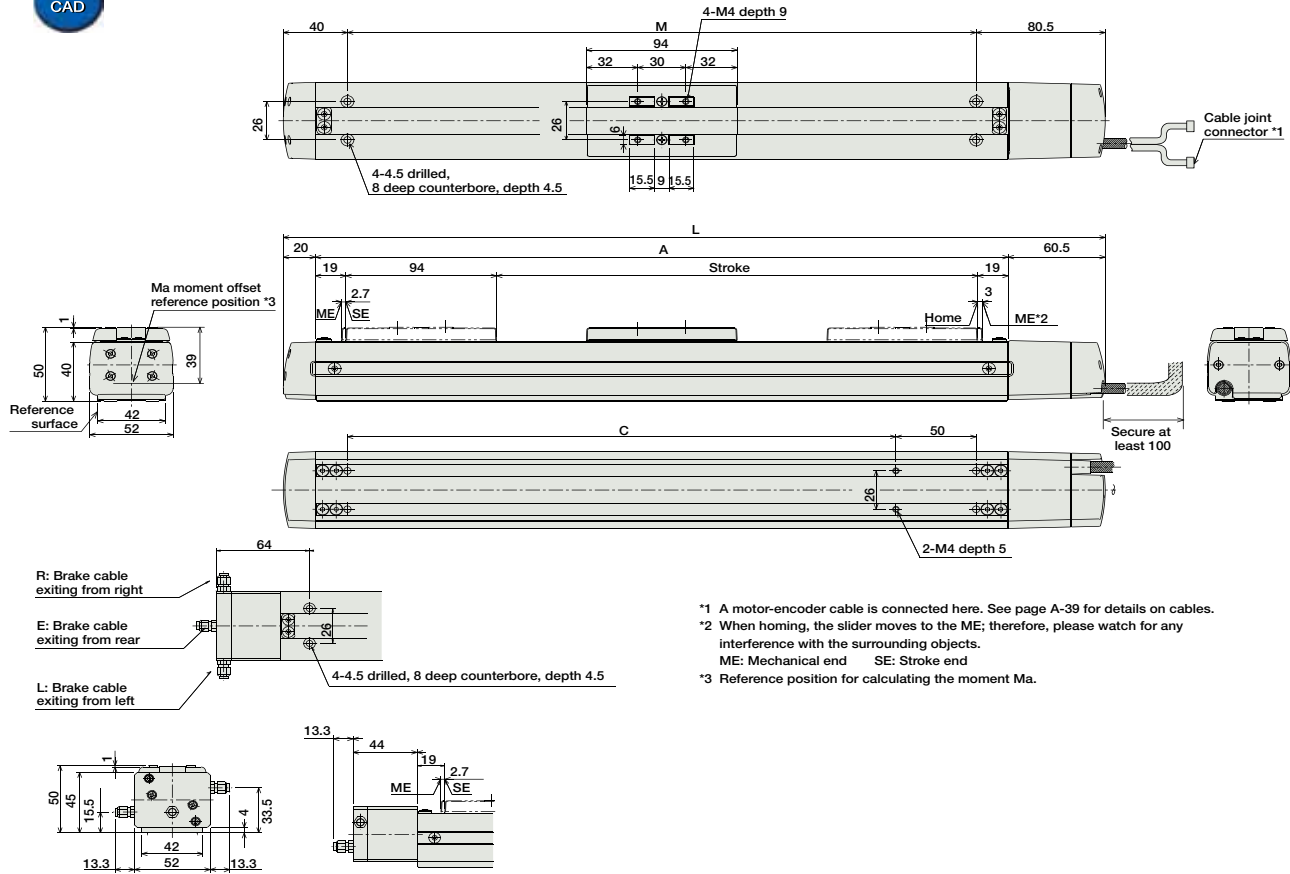 CAD
4-M4 depth 9
40
M
80.5
94
32
30
32
26
26
6
Cable joint
connector *1
15.5
9
15.5
4-4.5 drilled,
8 deep counterbore, depth 4.5
L
20
A
60.5
19
94
Stroke
19
2.7
3
ME
SE
Home
ME*2
Ma moment offset
reference position *3
1
50
40
39
Reference
surface
42
52
Secure at
least 100
C
50
26
2-M4 depth 5
64
R: Brake cable
exiting from right
E: Brake cable
exiting from rear
26
L: Brake cable
exiting from left
4-4.5 drilled, 8 deep counterbore, depth 4.5
*1 A motor-encoder cable is connected here. See page A-39 for details on cables.
*2 When homing, the slider moves to the ME; therefore, please watch for any
interference with the surrounding objects.
ME: Mechanical end SE: Stroke end
*3 Reference position for calculating the moment Ma.
13.3
44
19
2.7
ME
SE
1
50
45
15.5
4
33.5
42
13.3
52
13.3